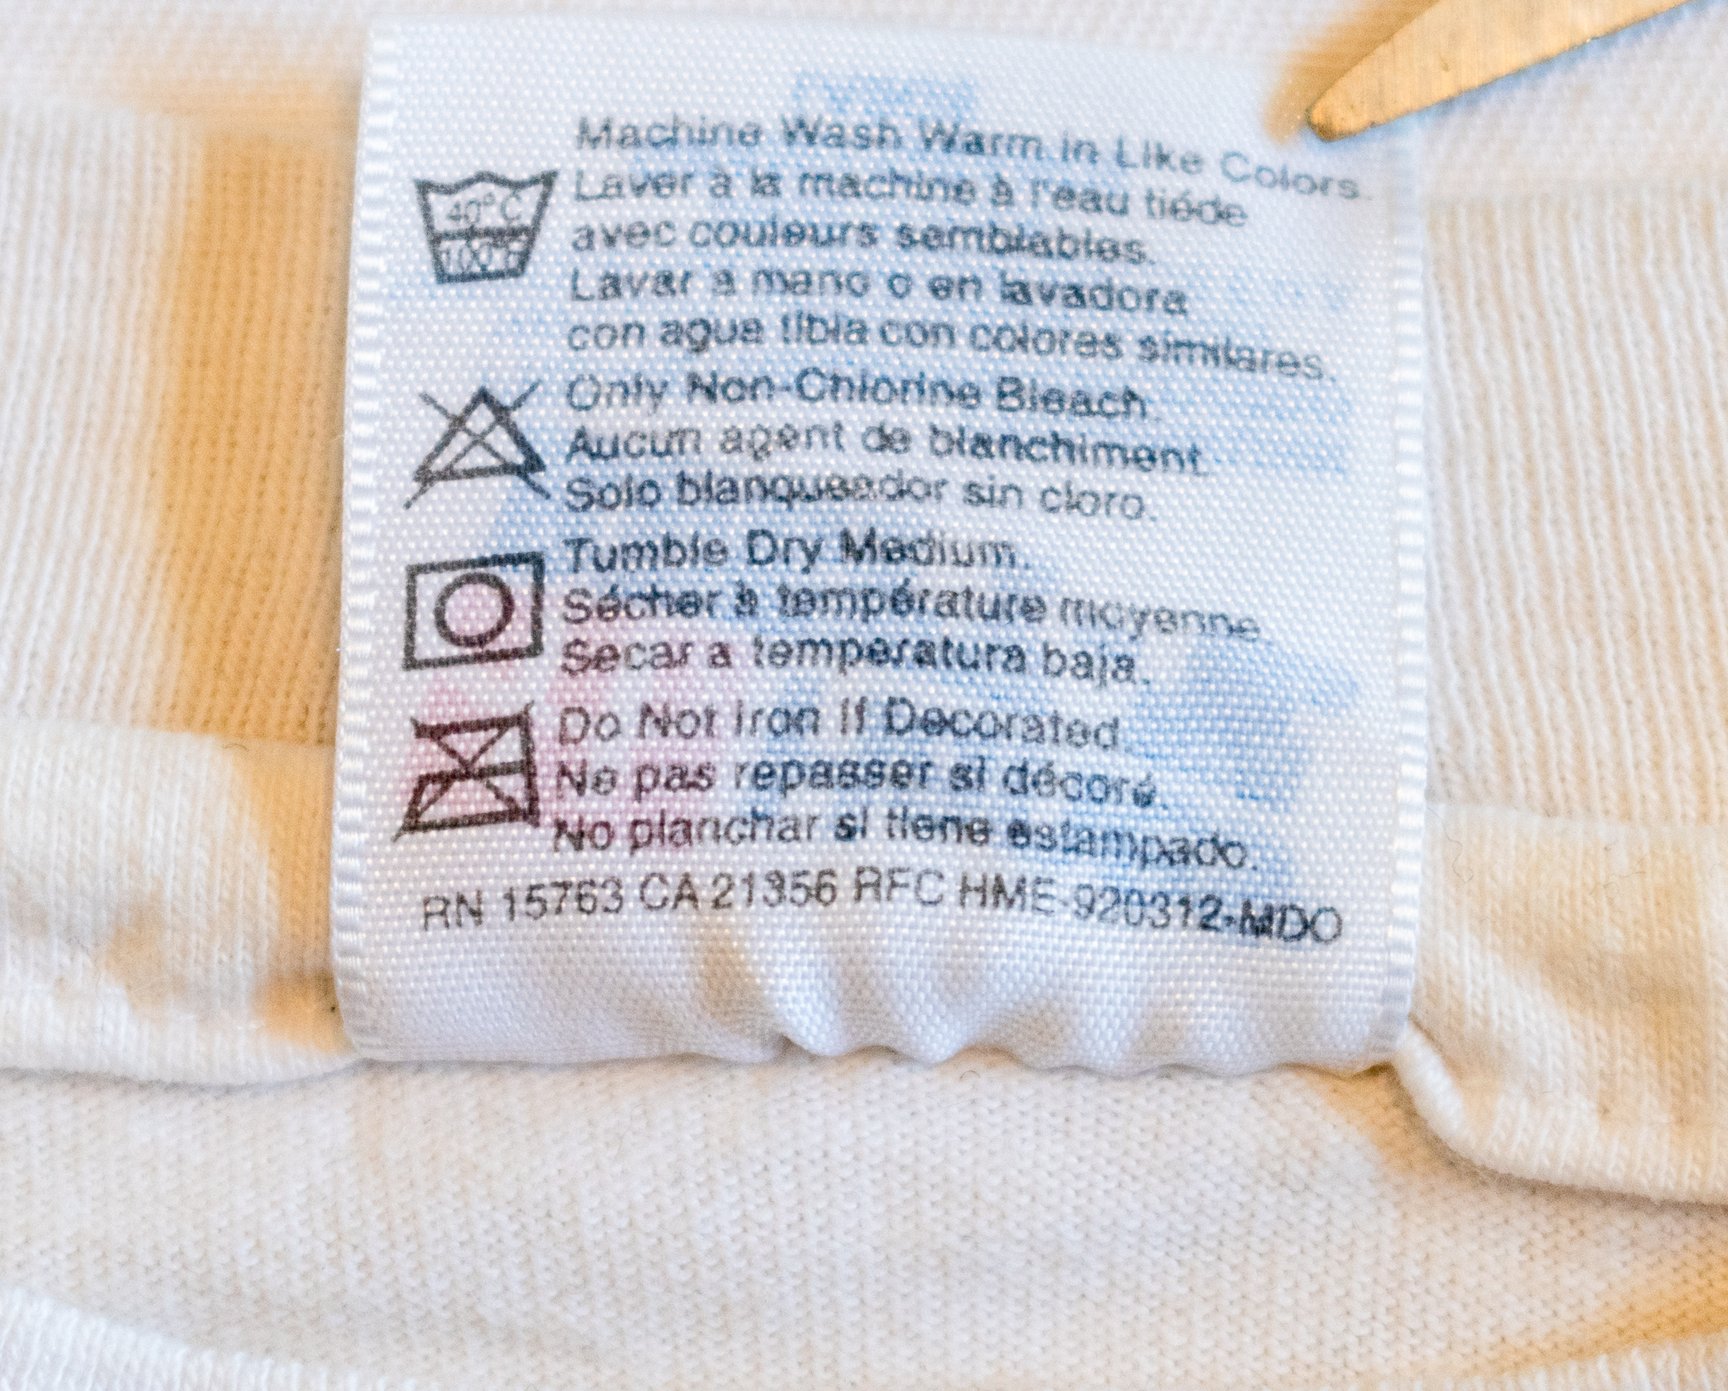 Machine Wash Warm in Like Colors.
40°C
100°F
Laver à la machine à l'eau tiéde
avec couleurs semblables.
Lavar a mano o en lavadora
con agua tibia con colores similares.
Only Non-Chlorine Bleach.
Aucun agent de blanchiment.
Solo blanqueador sin cloro.
Tumble Dry Medium.
Sécher à température moyenne.
Secar a temperatura baja.
Do Not Iron If Decorated.
Ne pas repasser si décoré.
No planchar si tiene estampado.
RN 15763 CA 21356 RFC HME-920312-MDO